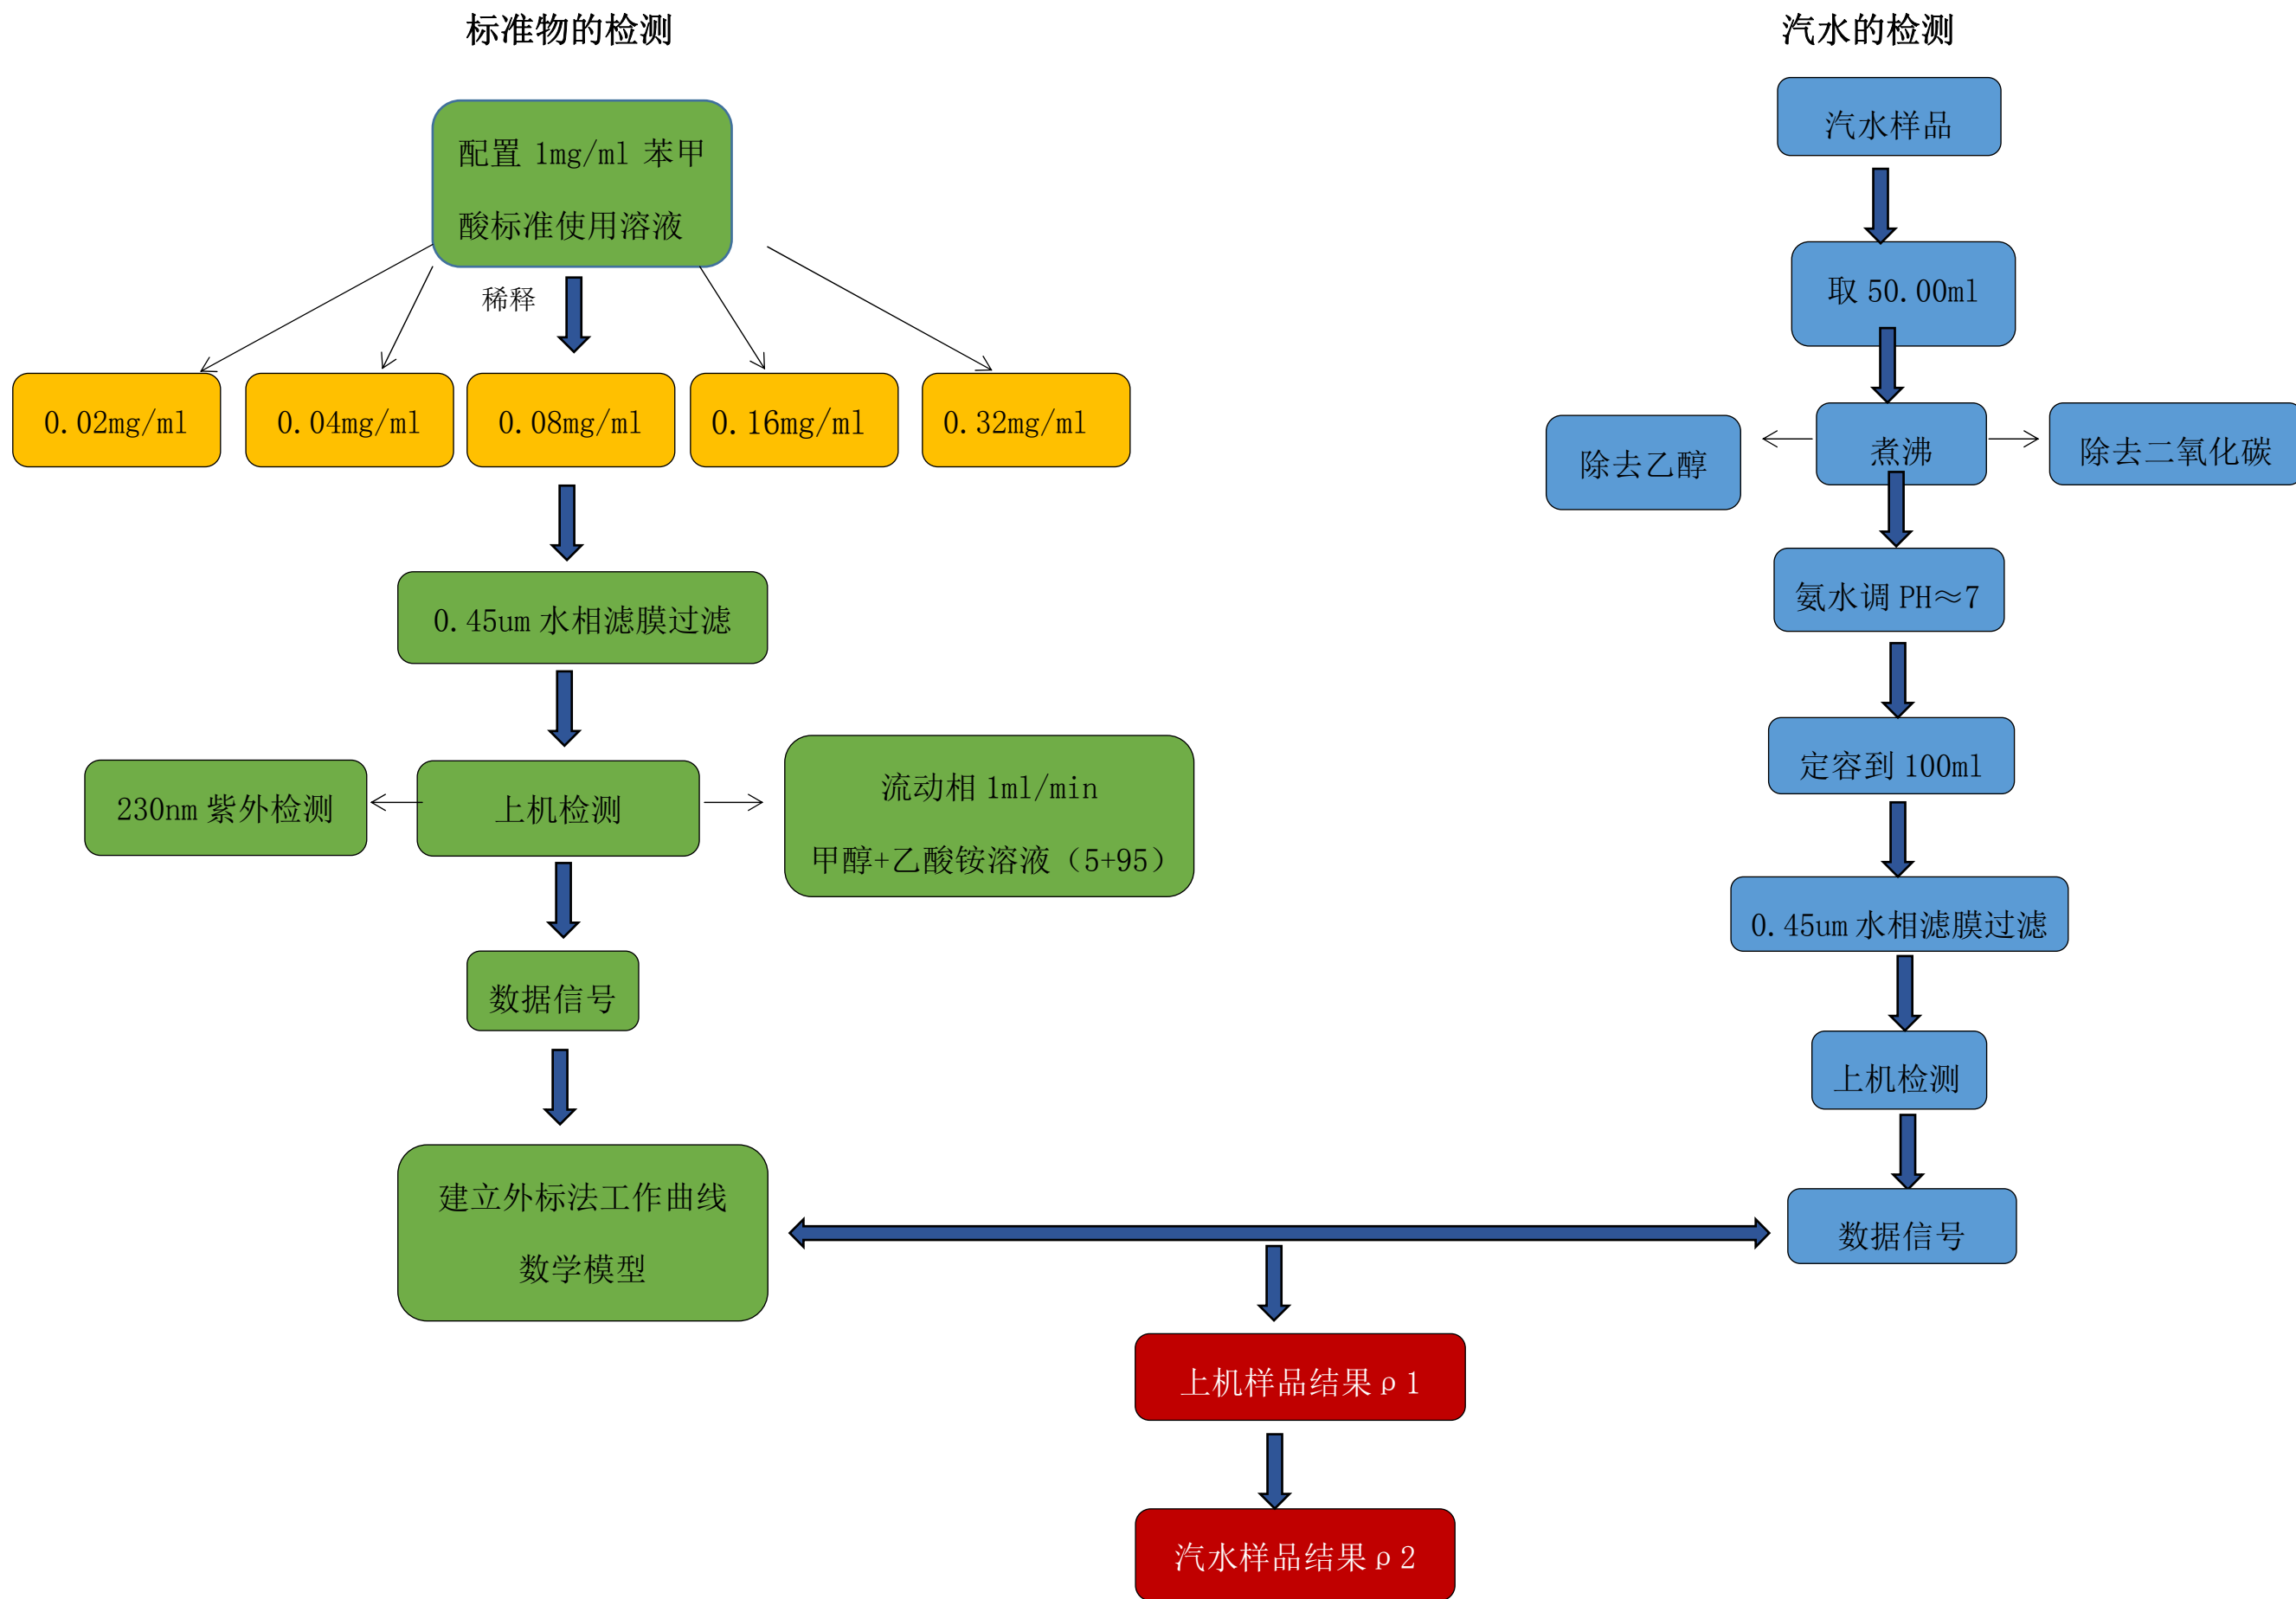 标准物的检测
配置 1mg/ml 苯甲
酸标准使用溶液
稀释
0.02mg/ml
0.04mg/ml
0.08mg/ml
0.16mg/ml
0.32mg/ml
0.45um 水相滤膜过滤
230nm 紫外检测
上机检测
流动相 1ml/min
甲醇+乙酸铵溶液（5+95）
数据信号
建立外标法工作曲线
数学模型
汽水的检测
汽水样品
取 50.00ml
除去乙醇
煮沸
除去二氧化碳
氨水调 PH≈7
定容到 100ml
0.45um 水相滤膜过滤
上机检测
数据信号
上机样品结果 ρ1
汽水样品结果 ρ2